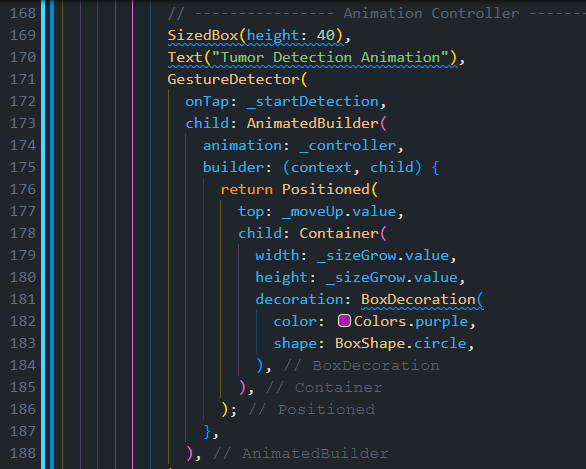 168 // --------------- Animation Controller -------
169 SizedBox(height: 40),
170 Text("Tumor Detection Animation"),
171 GestureDetector(
172 onTap: _startDetection,
173 child: AnimatedBuilder(
174 animation: _controller,
175 builder: (context, child) {
176 return Positioned(
177 top: _moveUp.value,
178 child: Container(
179 width: _sizeGrow.value,
180 height: _sizeGrow.value,
181 decoration: BoxDecoration(
182 color: Colors.purple,
183 shape: BoxShape.circle,
184 ), // BoxDecoration
185 ), // Container
186 ); // Positioned
187 },
188 ), // AnimatedBuilder